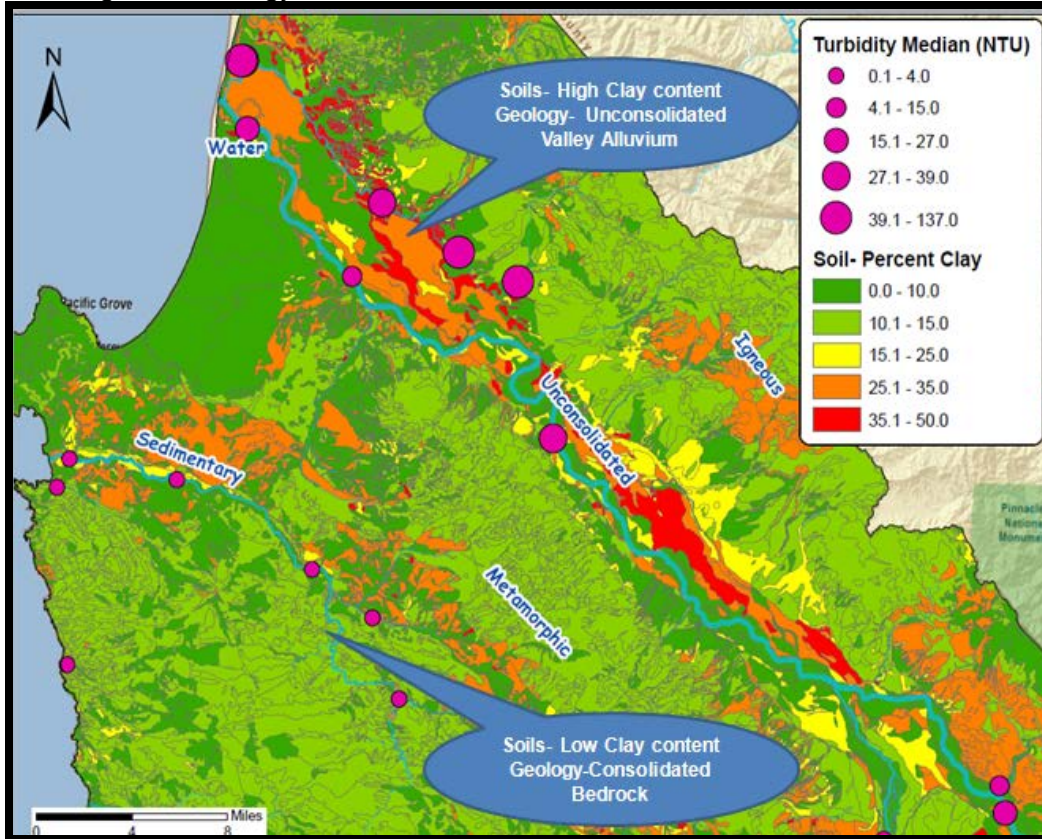 N
Turbidity Median (NTU)
0.1 - 4.0
4.1 - 15.0
15.1 - 27.0
27.1 - 39.0
39.1 - 137.0
Soil- Percent Clay
0.0 - 10.0
10.1 - 15.0
15.1 - 25.0
25.1 - 35.0
35.1 - 50.0
Soils- High Clay content
Geology- Unconsolidated
Valley Alluvium
Water
Pacific Grove
Igneous
Unconsolidated
Sedimentary
Metamorphic
Pinnacle
Nation
Monume
Soils- Low Clay content
Geology-Consolidated
Bedrock
Miles
0 4 8